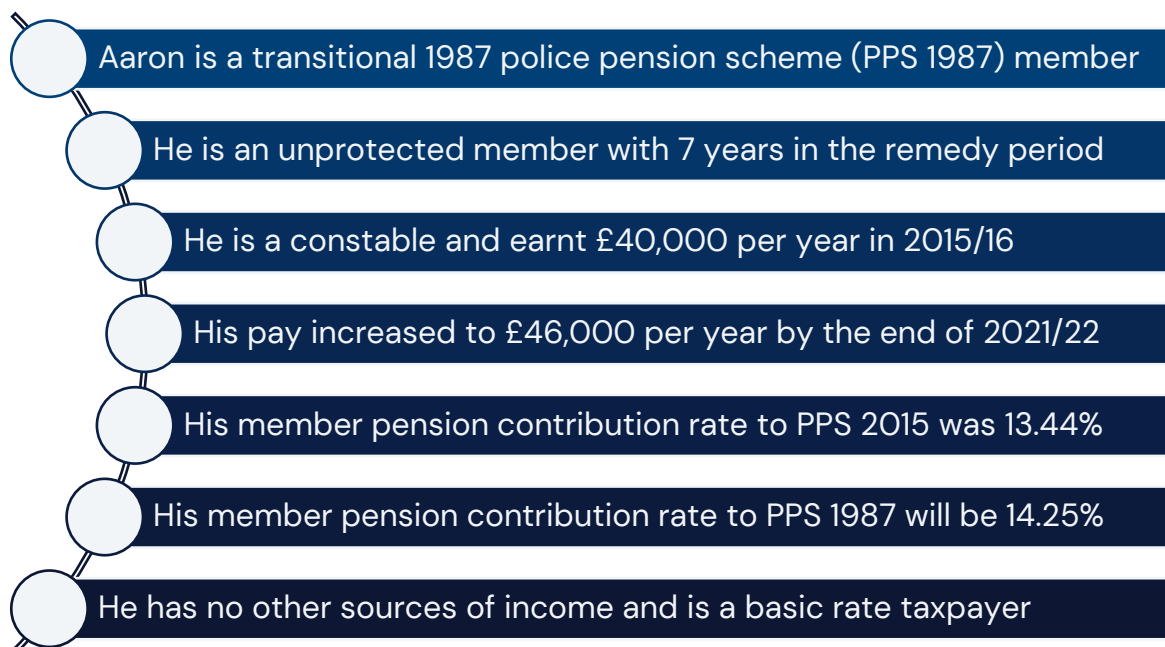 Aaron is a transitional 1987 police pension scheme (PPS 1987) member
He is an unprotected member with 7 years in the remedy period
He is a constable and earnt £40,000 per year in 2015/16
His pay increased to £46,000 per year by the end of 2021/22
His member pension contribution rate to PPS 2015 was 13.44%
His member pension contribution rate to PPS 1987 will be 14.25%
He has no other sources of income and is a basic rate taxpayer